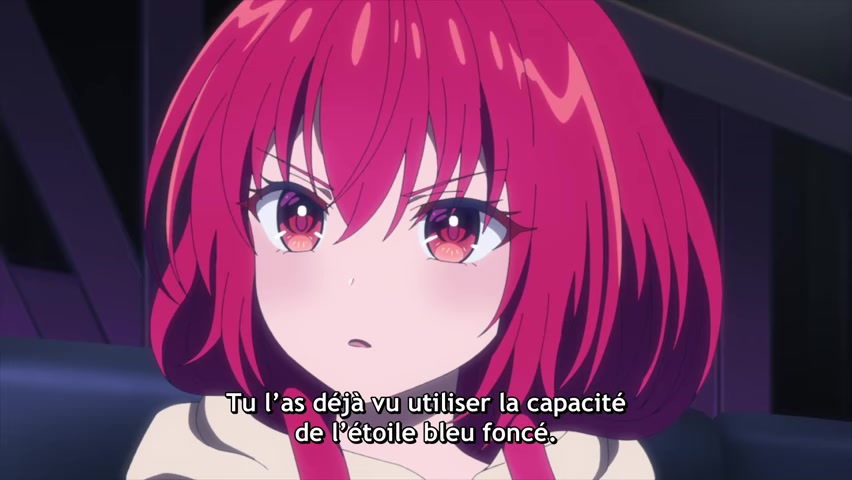 Tu l’as déjà vu utiliser la capacité
de l’étoile bleu foncé.